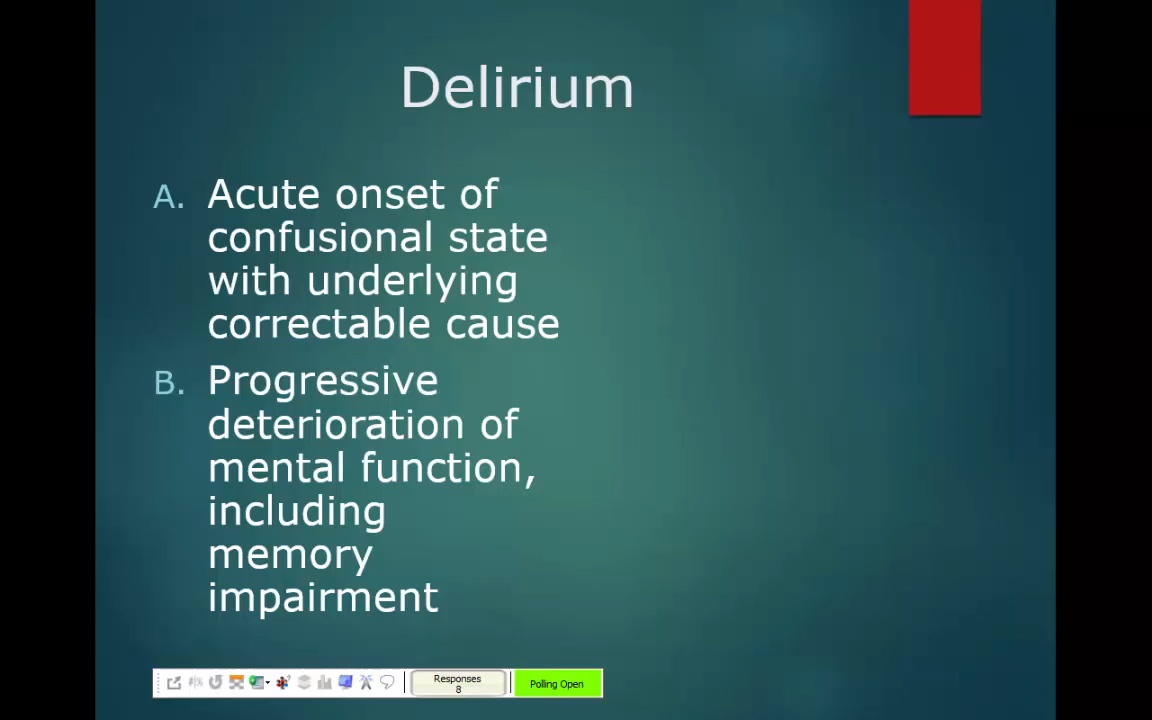 Delirium
A. Acute onset of
confusional state
with underlying
correctable cause
B. Progressive
deterioration of
mental function,
including
memory
impairment
Responses
8
Polling Open